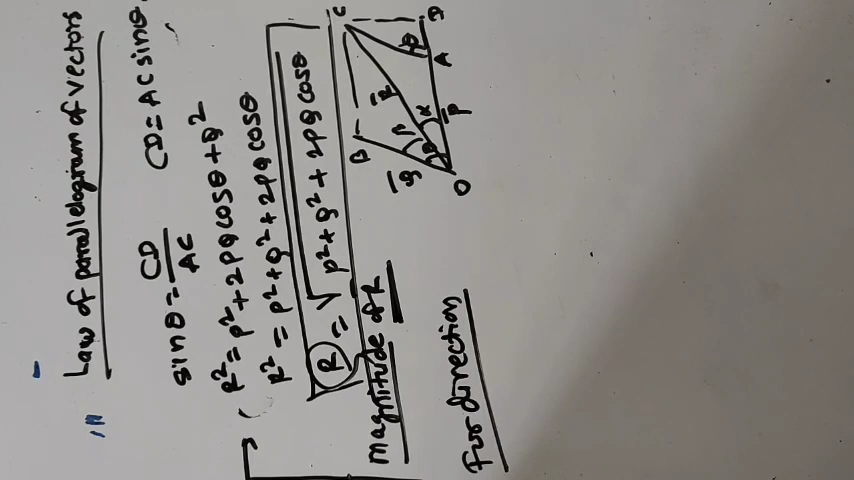 Law of parallelogram of vectors
sinθ = CD/AC CD = AC sinθ
R² = P² + 2PQ cosθ + Q²
R² = P² + Q² + 2PQ cosθ
R = √P² + Q² + 2PQ cosθ
magnitude of R
For direction
C
D
B
R
θ
A
Q
β
α
θ
P
O